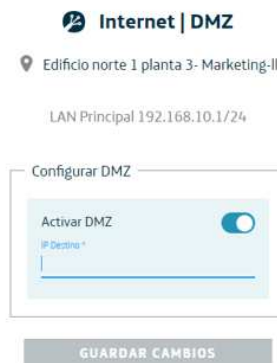 Internet | DMZ
Edificio norte 1 planta 3- Marketing-ll
LAN Principal 192.168.10.1/24
Configurar DMZ
Activar DMZ
IP Destino *
GUARDAR CAMBIOS